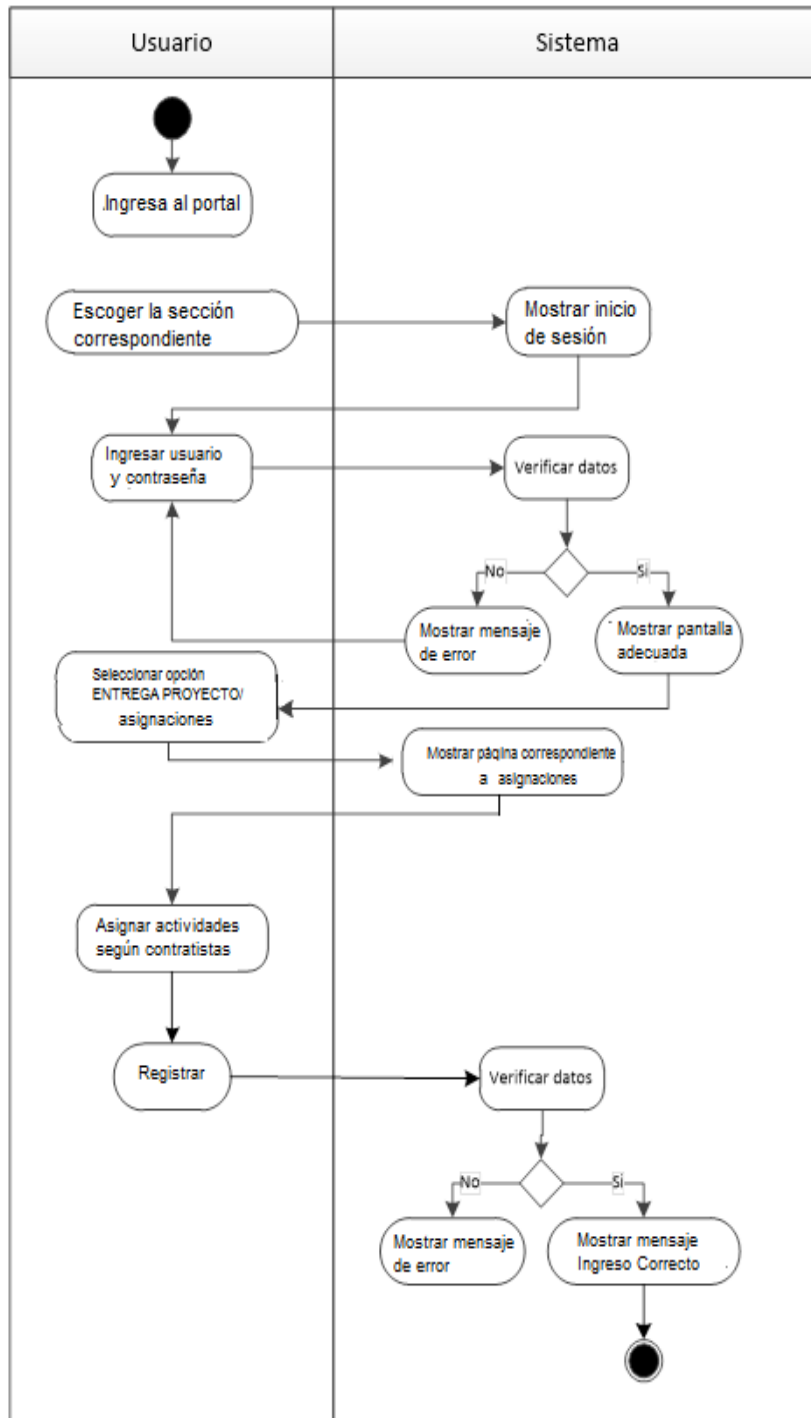 Usuario
Sistema
.Ingresa al portal
Escoger la sección
correspondiente
Mostrar inicio
de sesión
Ingresar usuario
y contraseña
Verificar datos
No
Si
Mostrar mensaje
de error
Mostrar pantalla
adecuada
Seleccionar opción
ENTREGA PROYECTO/
asignaciones
Mostrar página correspondiente
a asignaciones
Asignar actividades
según contratistas
Registrar
Verificar datos
No
Si
Mostrar mensaje
de error
Mostrar mensaje
Ingreso Correcto